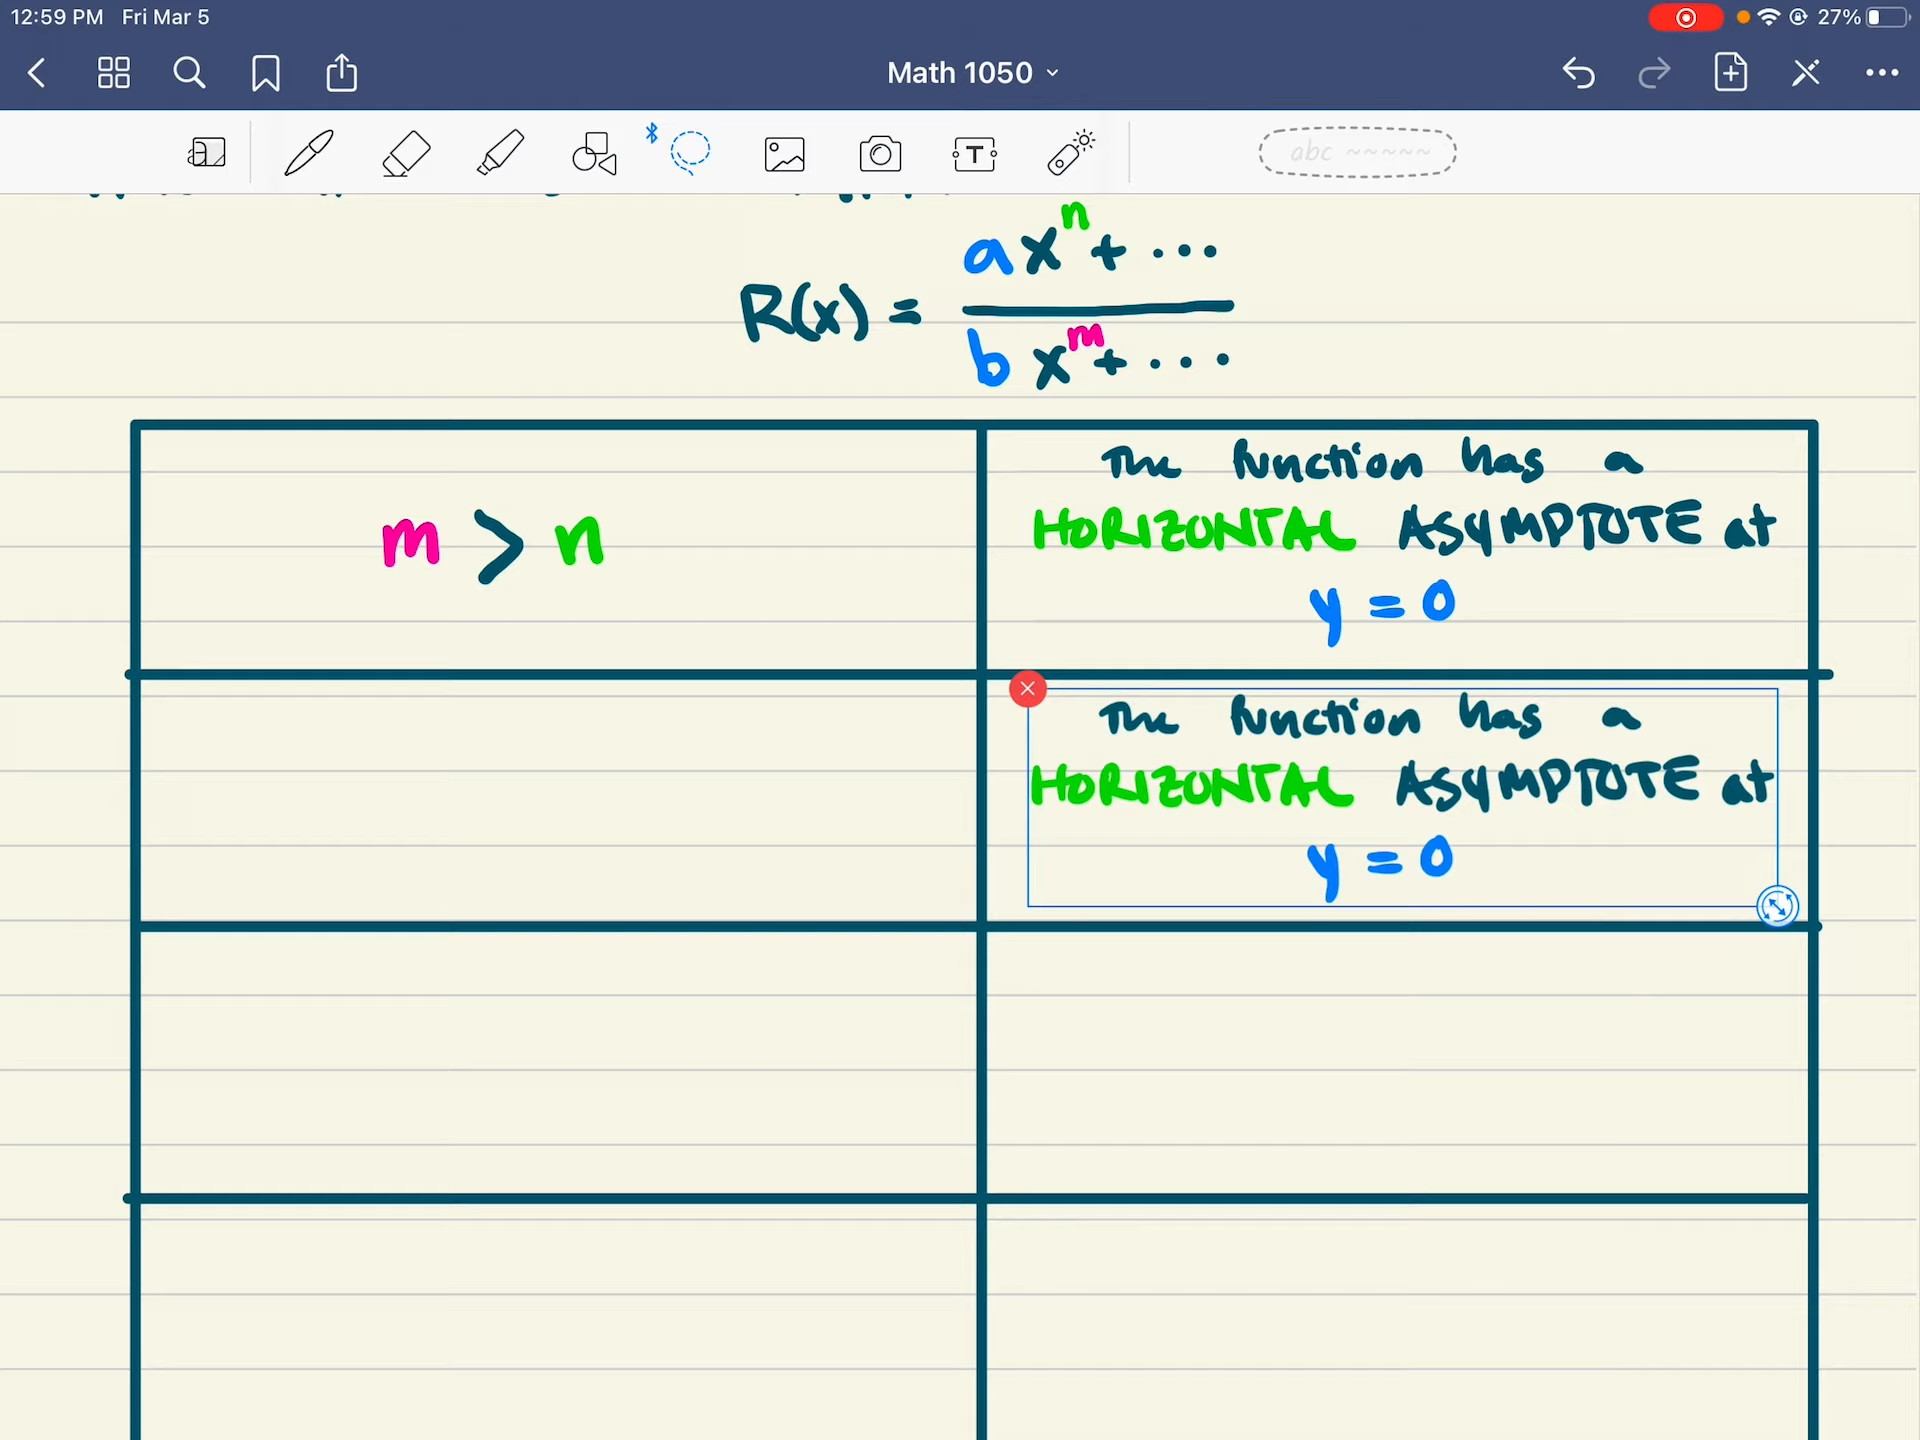 12:59 PM Fri Mar 5
27%
Math 1050
abc
R(x) = ax^n + ... / bx^m + ...
m > n
The function has a
HORIZONTAL ASYMPTOTE at
y = 0
The function has a
HORIZONTAL ASYMPTOTE at
y = 0